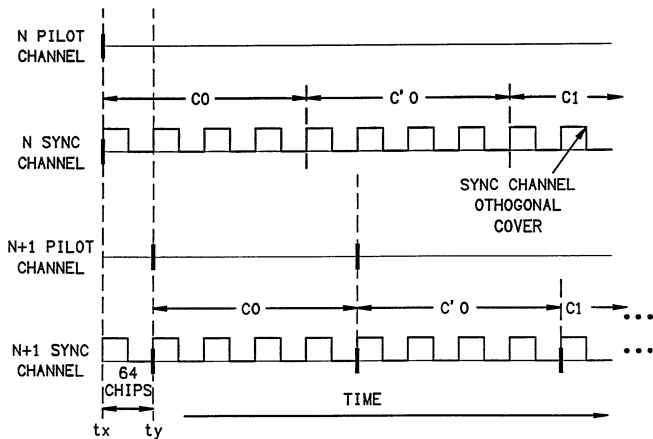 N PILOT
CHANNEL
C0
C'0
C1
N SYNC
CHANNEL
SYNC CHANNEL
OTHOGONAL
COVER
N+1 PILOT
CHANNEL
C0
C'0
C1
N+1 SYNC
CHANNEL
64
CHIPS
TIME
tx
ty